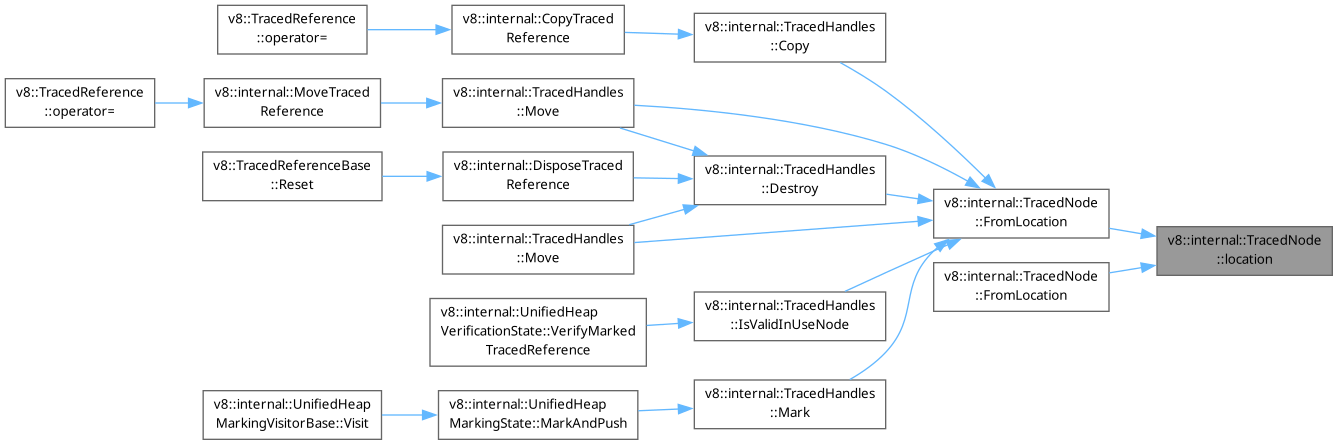 v8::TracedReference
::operator=
v8::internal::CopyTraced
Reference
v8::internal::TracedHandles
::Copy
v8::TracedReference
::operator=
v8::internal::MoveTraced
Reference
v8::internal::TracedHandles
::Move
v8::TracedReferenceBase
::Reset
v8::internal::DisposeTraced
Reference
v8::internal::TracedHandles
::Destroy
v8::internal::TracedNode
::FromLocation
v8::internal::TracedHandles
::Move
v8::internal::TracedNode
::location
v8::internal::TracedNode
::FromLocation
v8::internal::UnifiedHeap
VerificationState::VerifyMarked
TracedReference
v8::internal::TracedHandles
::IsValidInUseNode
v8::internal::UnifiedHeap
MarkingVisitorBase::Visit
v8::internal::UnifiedHeap
MarkingState::MarkAndPush
v8::internal::TracedHandles
::Mark